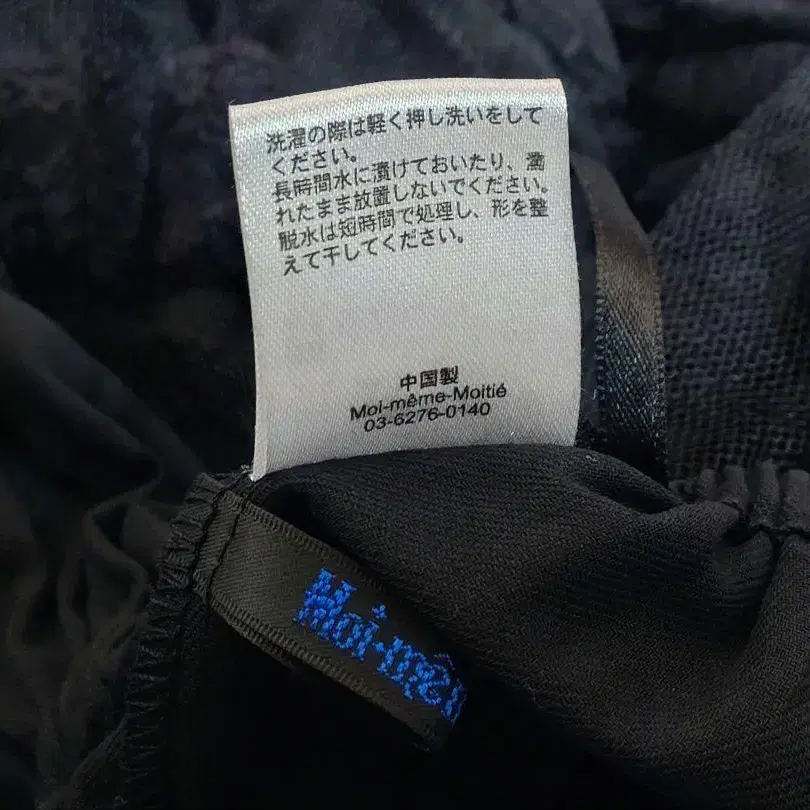 洗濯の際は軽く押し洗いをして
ください。
長時間水に漬けておいたり、濡
れたまま放置しないでください。
脱水は短時間で処理し、形を整
えて干してください。
中国製
Moi-même-Moitié
03-6276-0140
Moi-mêm